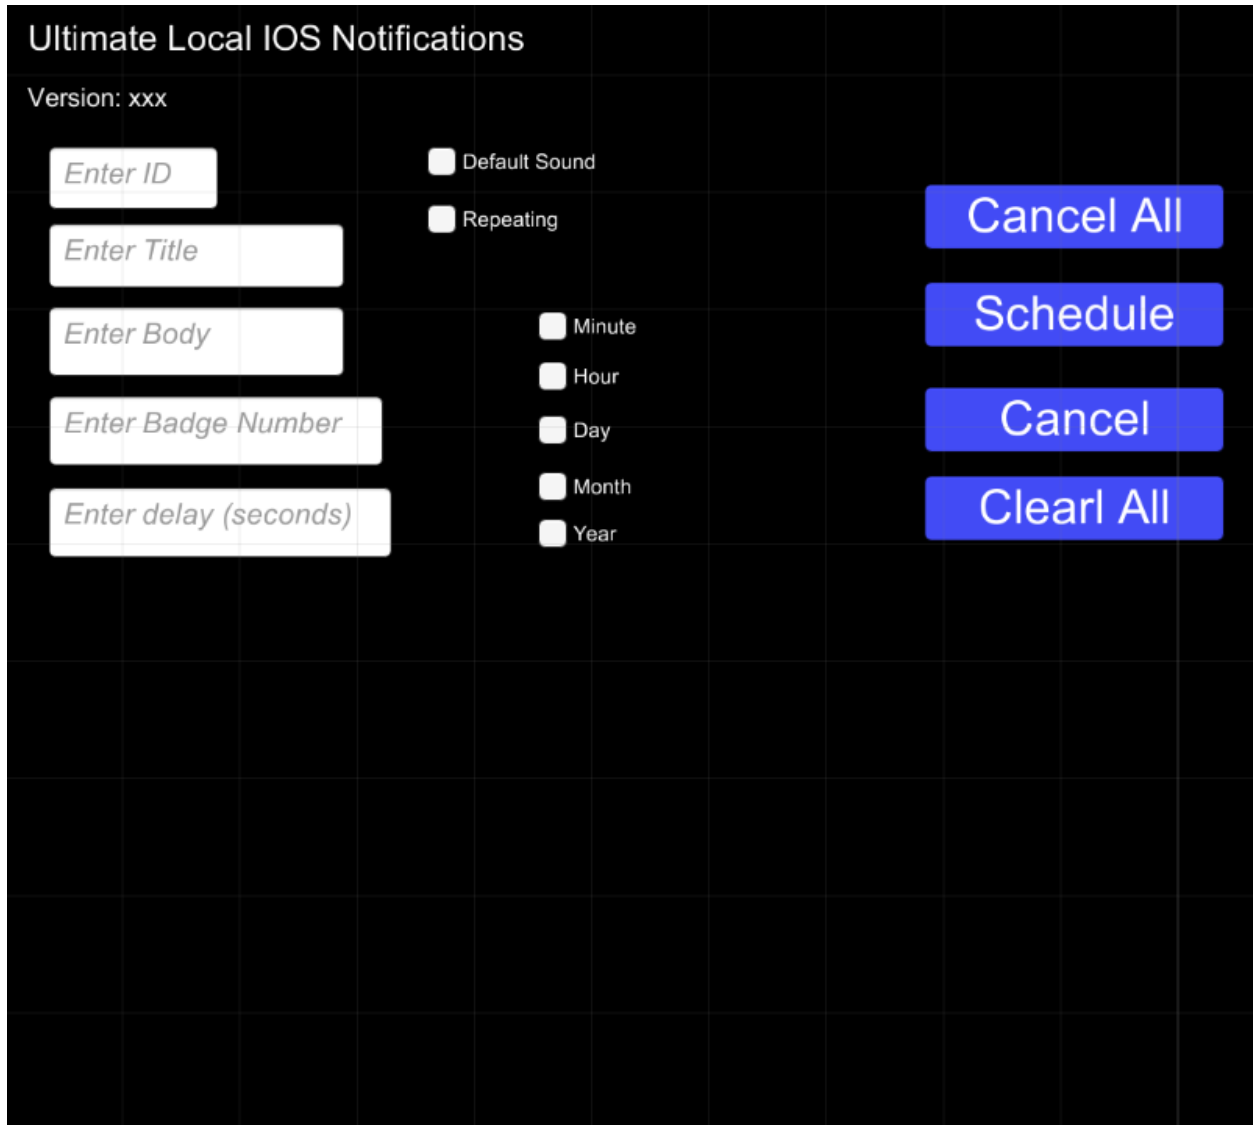 Ultimate Local IOS Notifications
Version: xxx
Enter ID
Enter Title
Enter Body
Enter Badge Number
Enter delay (seconds)
Default Sound
Repeating
Minute
Hour
Day
Month
Year
Cancel All
Schedule
Cancel
Clearl All